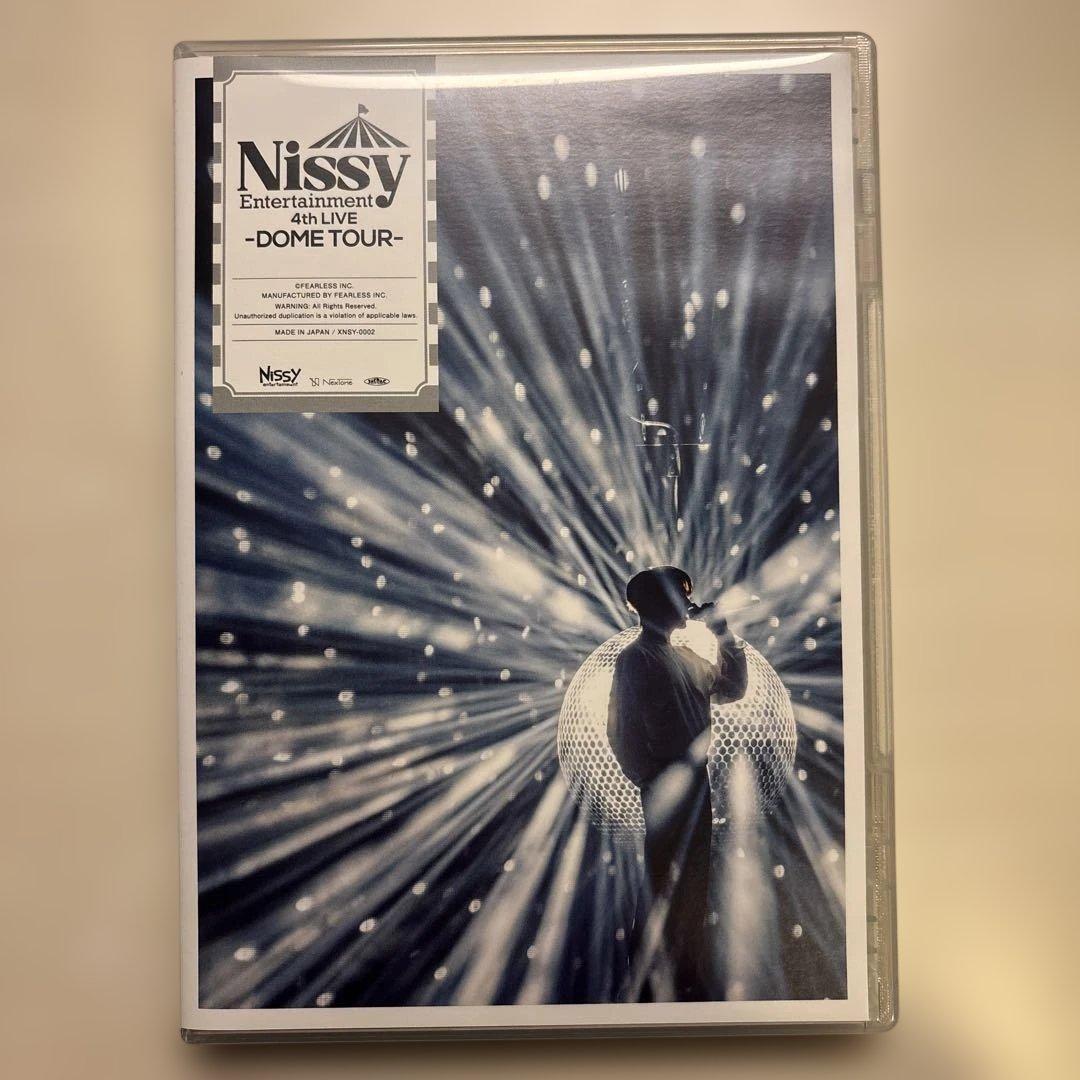 Nissy
Entertainment
4th LIVE
-DOME TOUR-
©FEARLESS INC.
MANUFACTURED BY FEARLESS INC.
WARNING: All Rights Reserved.
Unauthorized duplication is a violation of applicable laws.
MADE IN JAPAN / XNSY-0002
Nissy
entertainment
NexTone